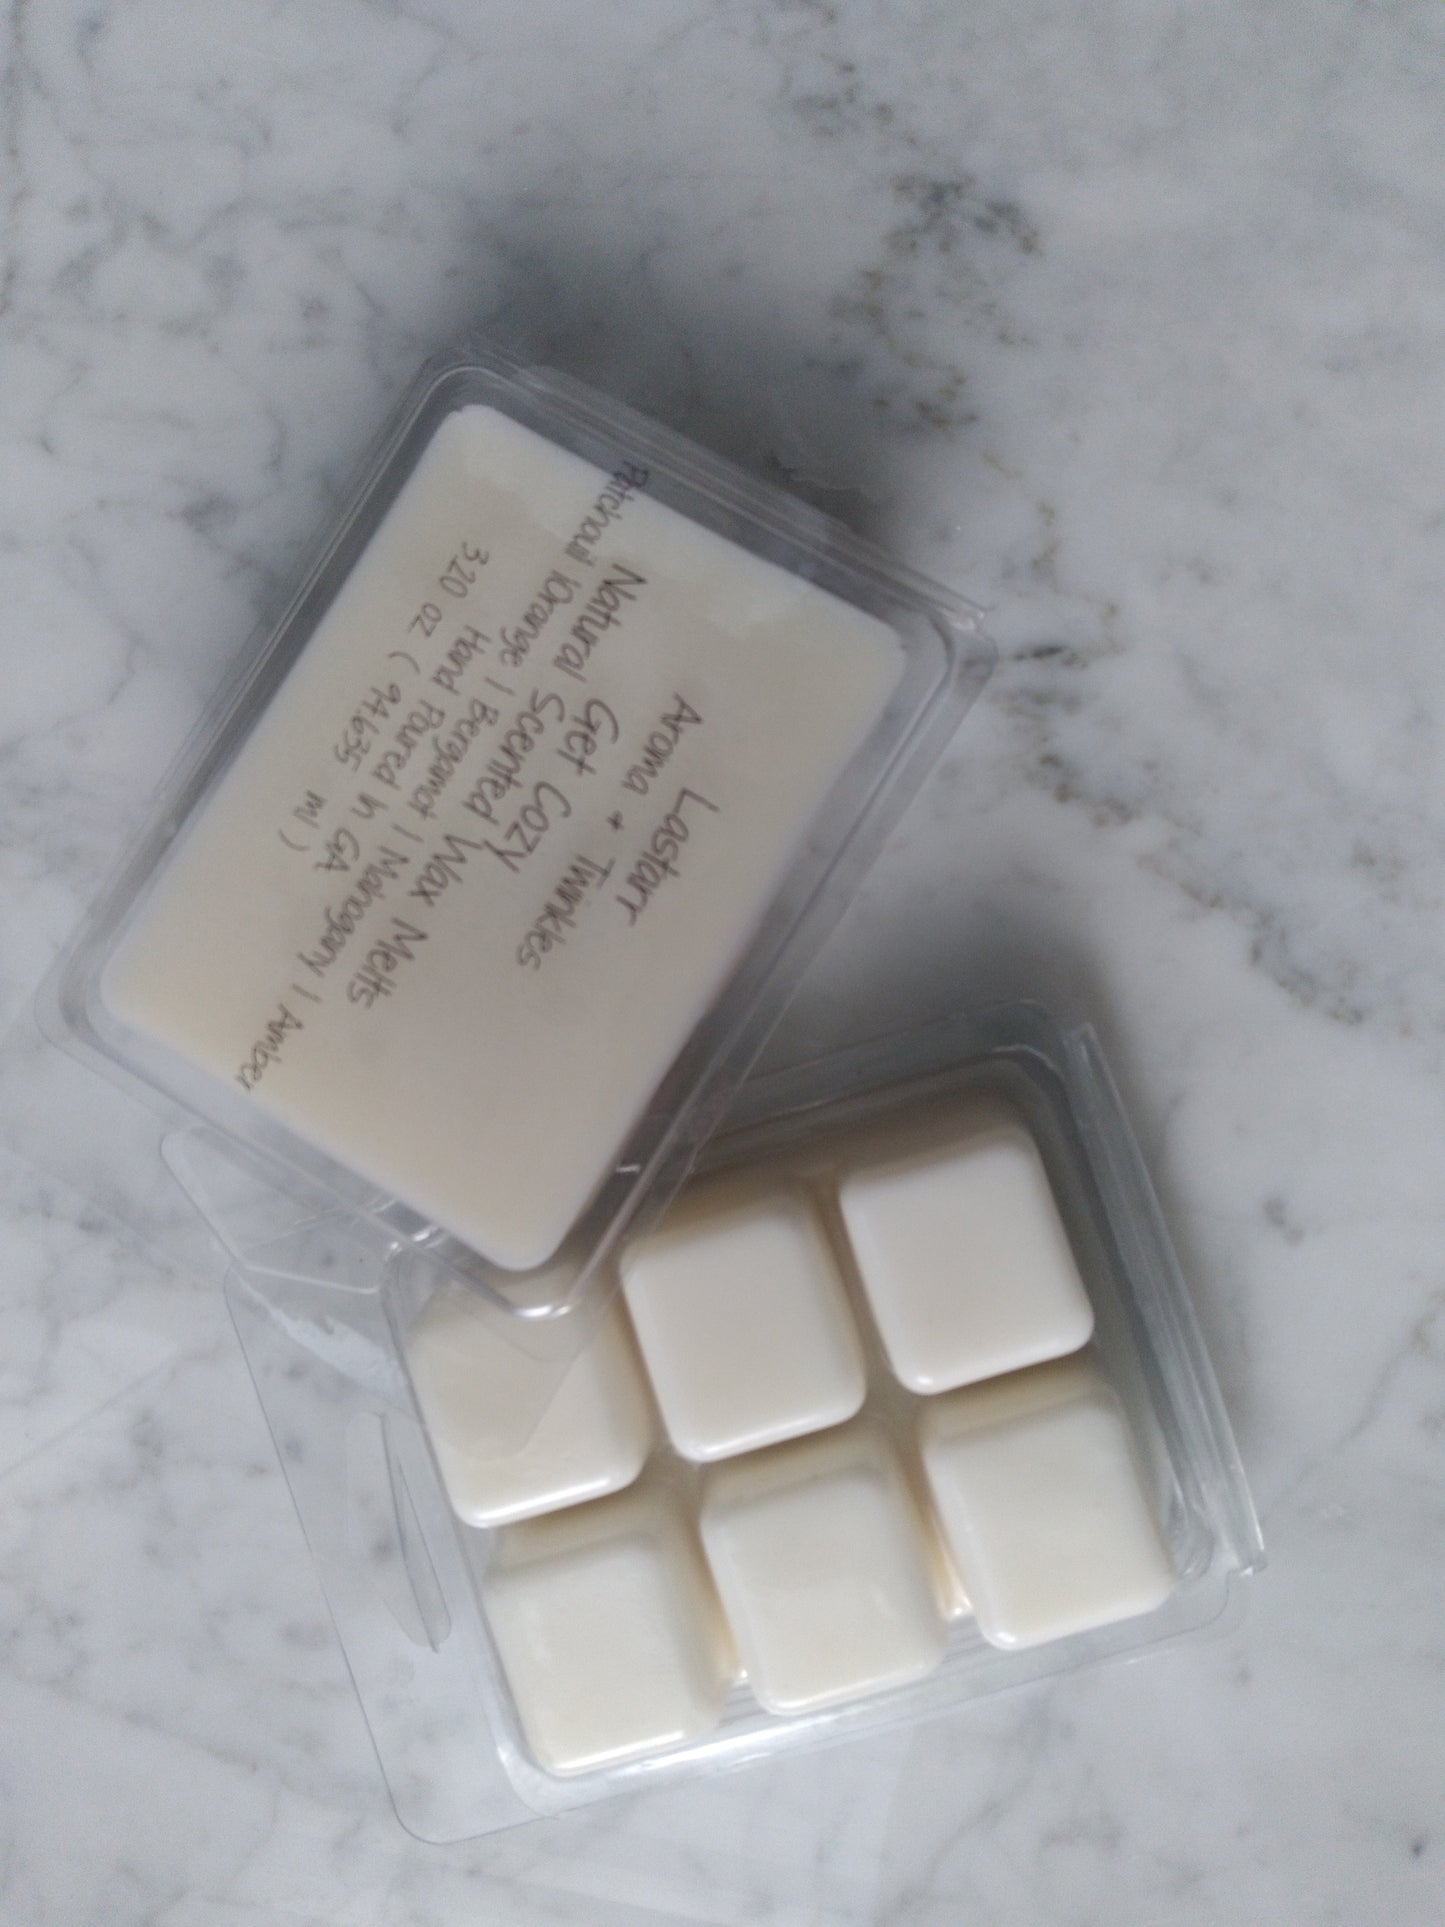 Lastarr
Aroma + Twinkles
Get Cozy
Natural Scented Wax Melts
Patchouli |Orange | Bergamot | Mahogany | Amber
Hand Poured In GA
3.20 oz ( 94.635 ml )